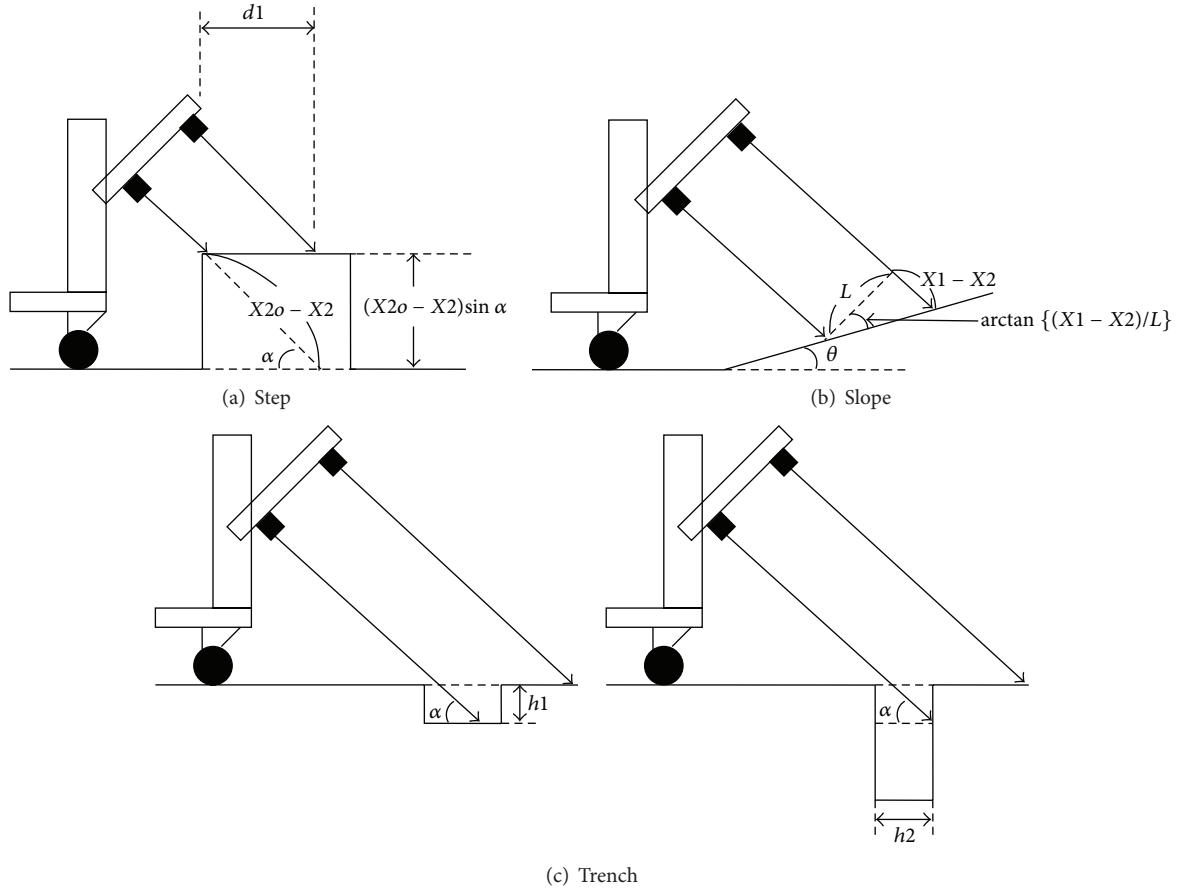 d1
X2o − X2
(X2o − X2)sin α
α
(a) Step
L
X1 − X2
arctan {(X1 − X2)/L}
θ
(b) Slope
α
h1
α
h2
(c) Trench